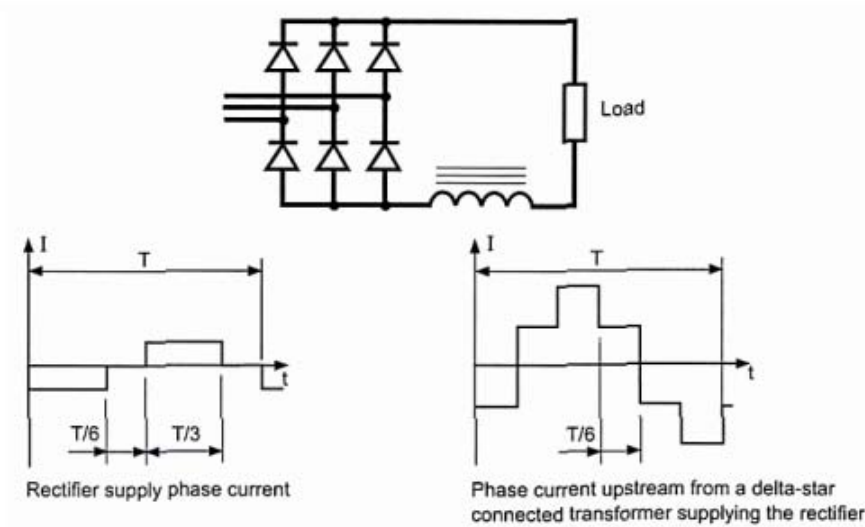 Load
I
T
t
T/6
T/3
Rectifier supply phase current
I
T
t
T/6
Phase current upstream from a delta-star
connected transformer supplying the rectifier